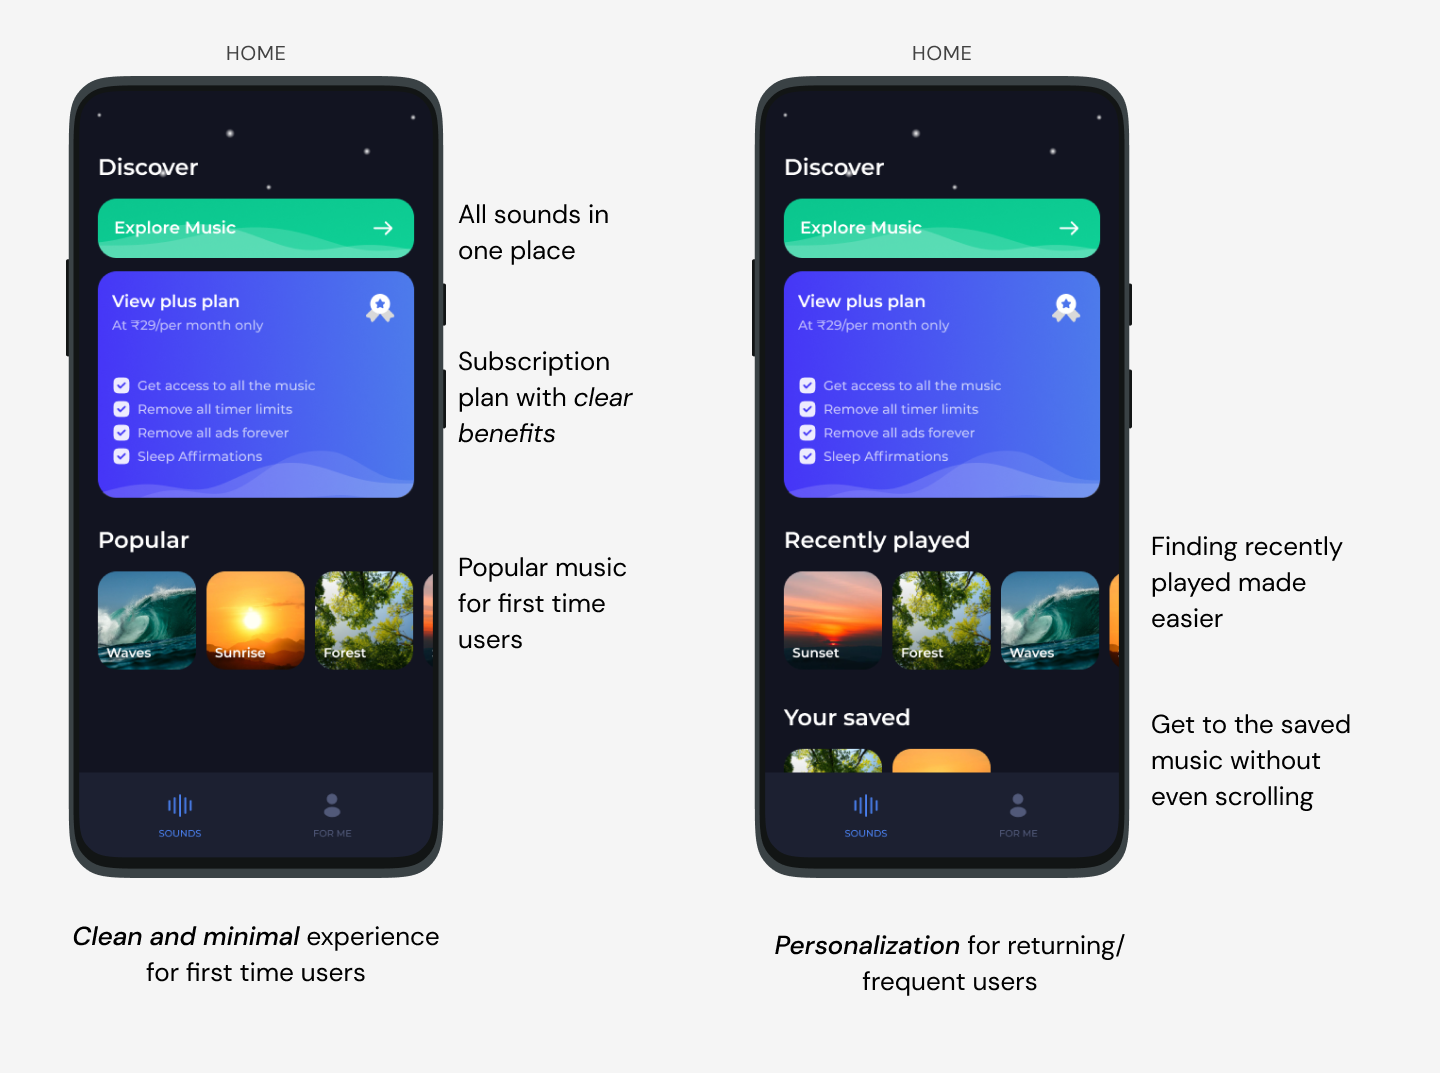 HOME
Discover
Explore Music
View plus plan
At ₹29/per month only
Get access to all the music
Remove all timer limits
Remove all ads forever
Sleep Affirmations
Popular
Waves
Sunrise
Forest
SOUNDS
FOR ME
All sounds in
one place
Subscription
plan with clear
benefits
Popular music
for first time
users
Clean and minimal experience
for first time users
HOME
Discover
Explore Music
View plus plan
At ₹29/per month only
Get access to all the music
Remove all timer limits
Remove all ads forever
Sleep Affirmations
Recently played
Sunset
Forest
Waves
Your saved
SOUNDS
FOR ME
Finding recently
played made
easier
Get to the saved
music without
even scrolling
Personalization for returning/
frequent users